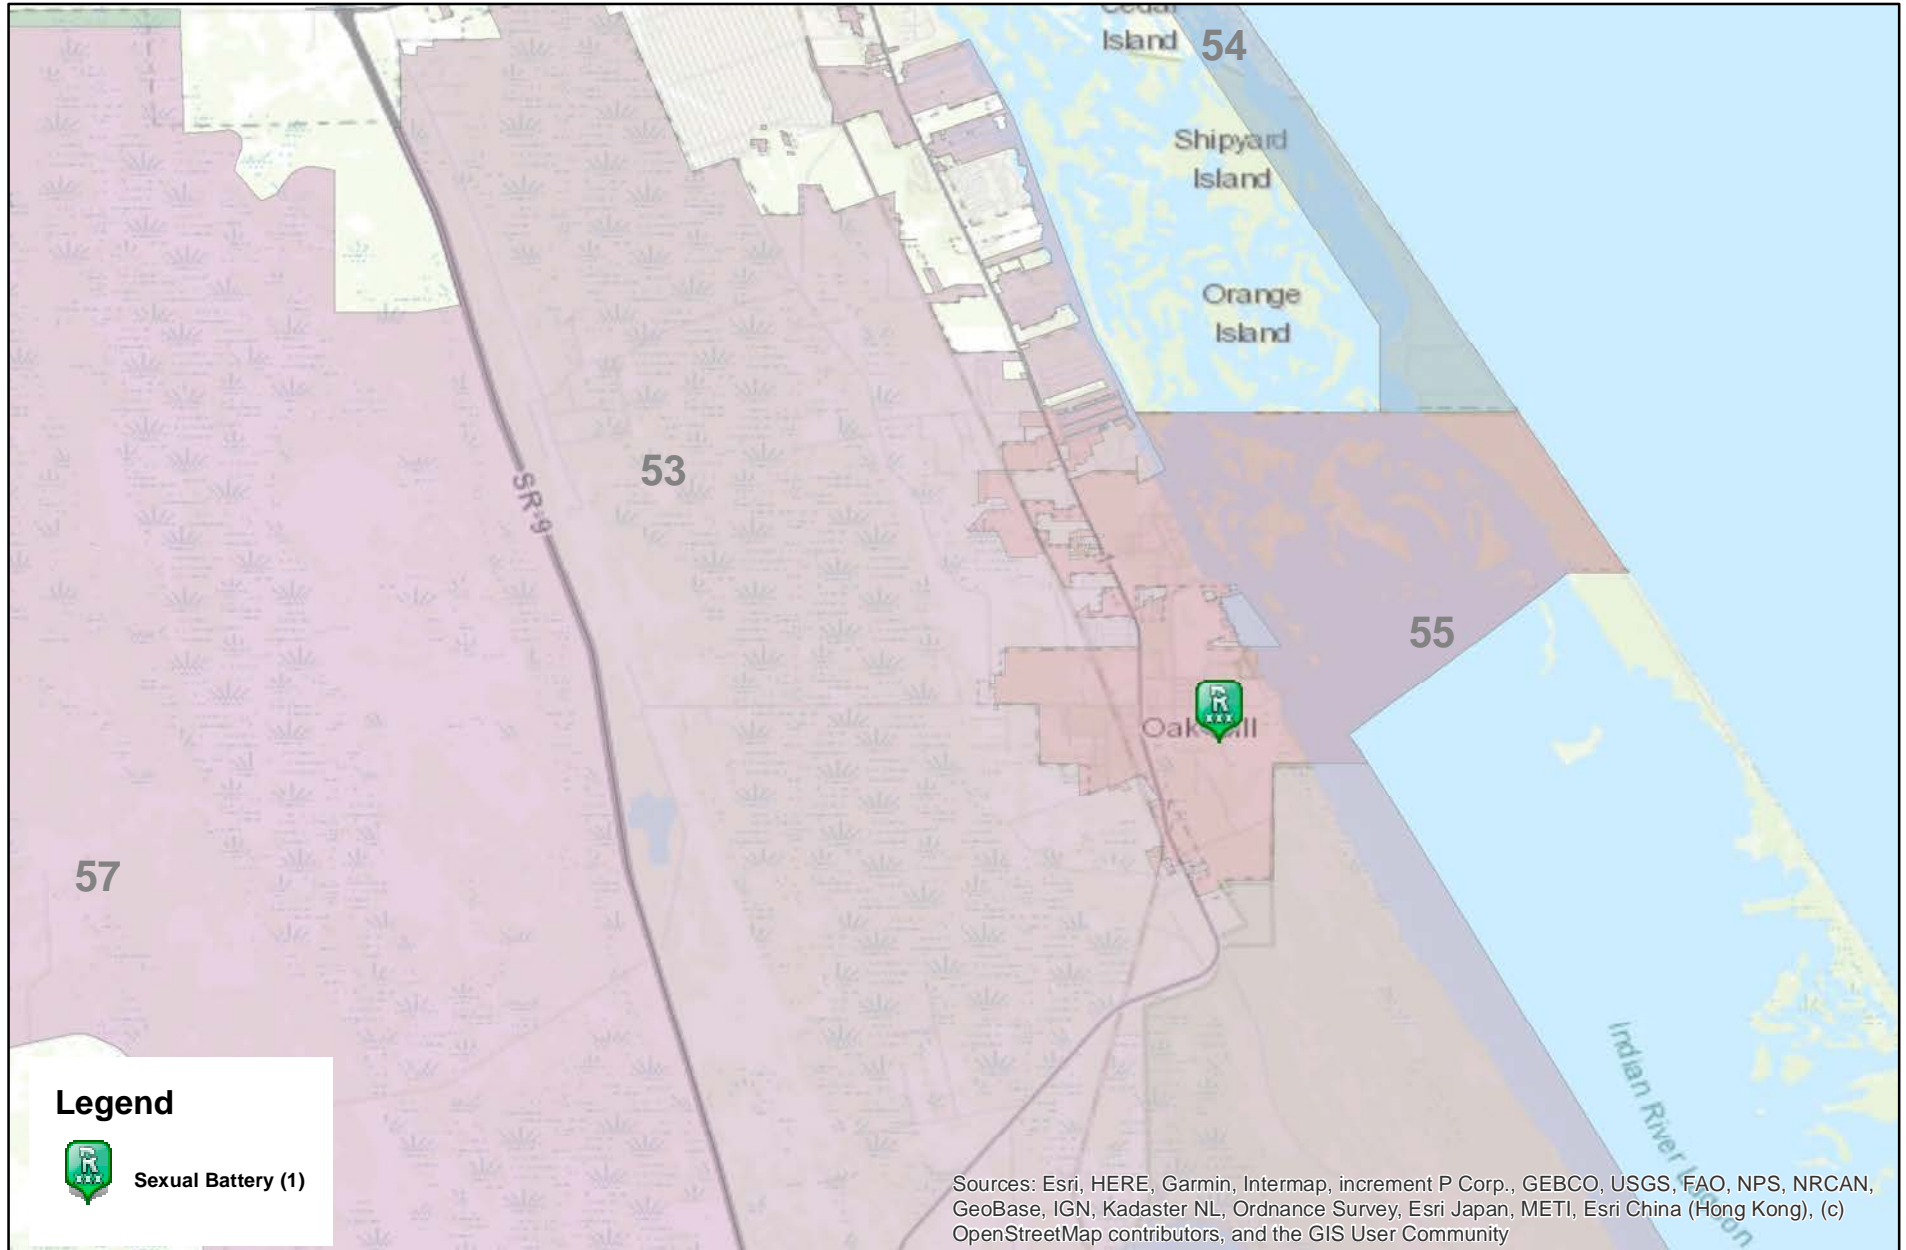 Island
54
Shipyard
Island
Orange
Island
53
SR-9
55
57
Indian River Lagoon
Legend
Sexual Battery (1)
Sources: Esri, HERE, Garmin, Intermap, increment P Corp., GEBCO, USGS, FAO, NPS, NRCAN,
GeoBase, IGN, Kadaster NL, Ordnance Survey, Esri Japan, METI, Esri China (Hong Kong), (c)
OpenStreetMap contributors, and the GIS User Community